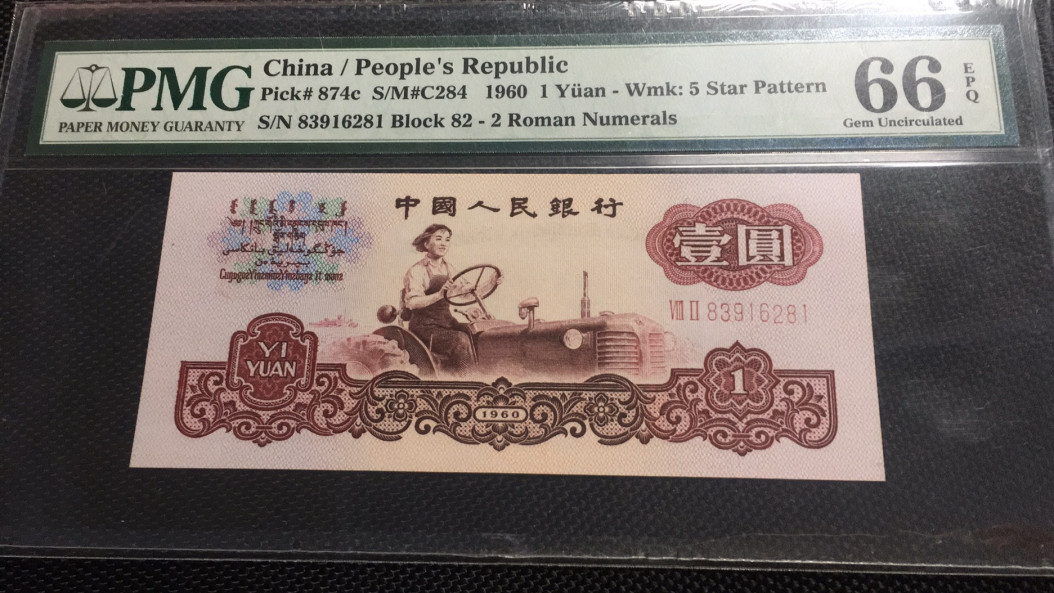 PMG
PAPER MONEY GUARANTY
China / People's Republic
Pick# 874c S/M#C284 1960 1 Yüan - Wmk: 5 Star Pattern
S/N 83916281 Block 82 - 2 Roman Numerals
66
EPQ
Gem Uncirculated
中國人民銀行
壹圓
VIII II 83916281
YI
YUAN
1
1960